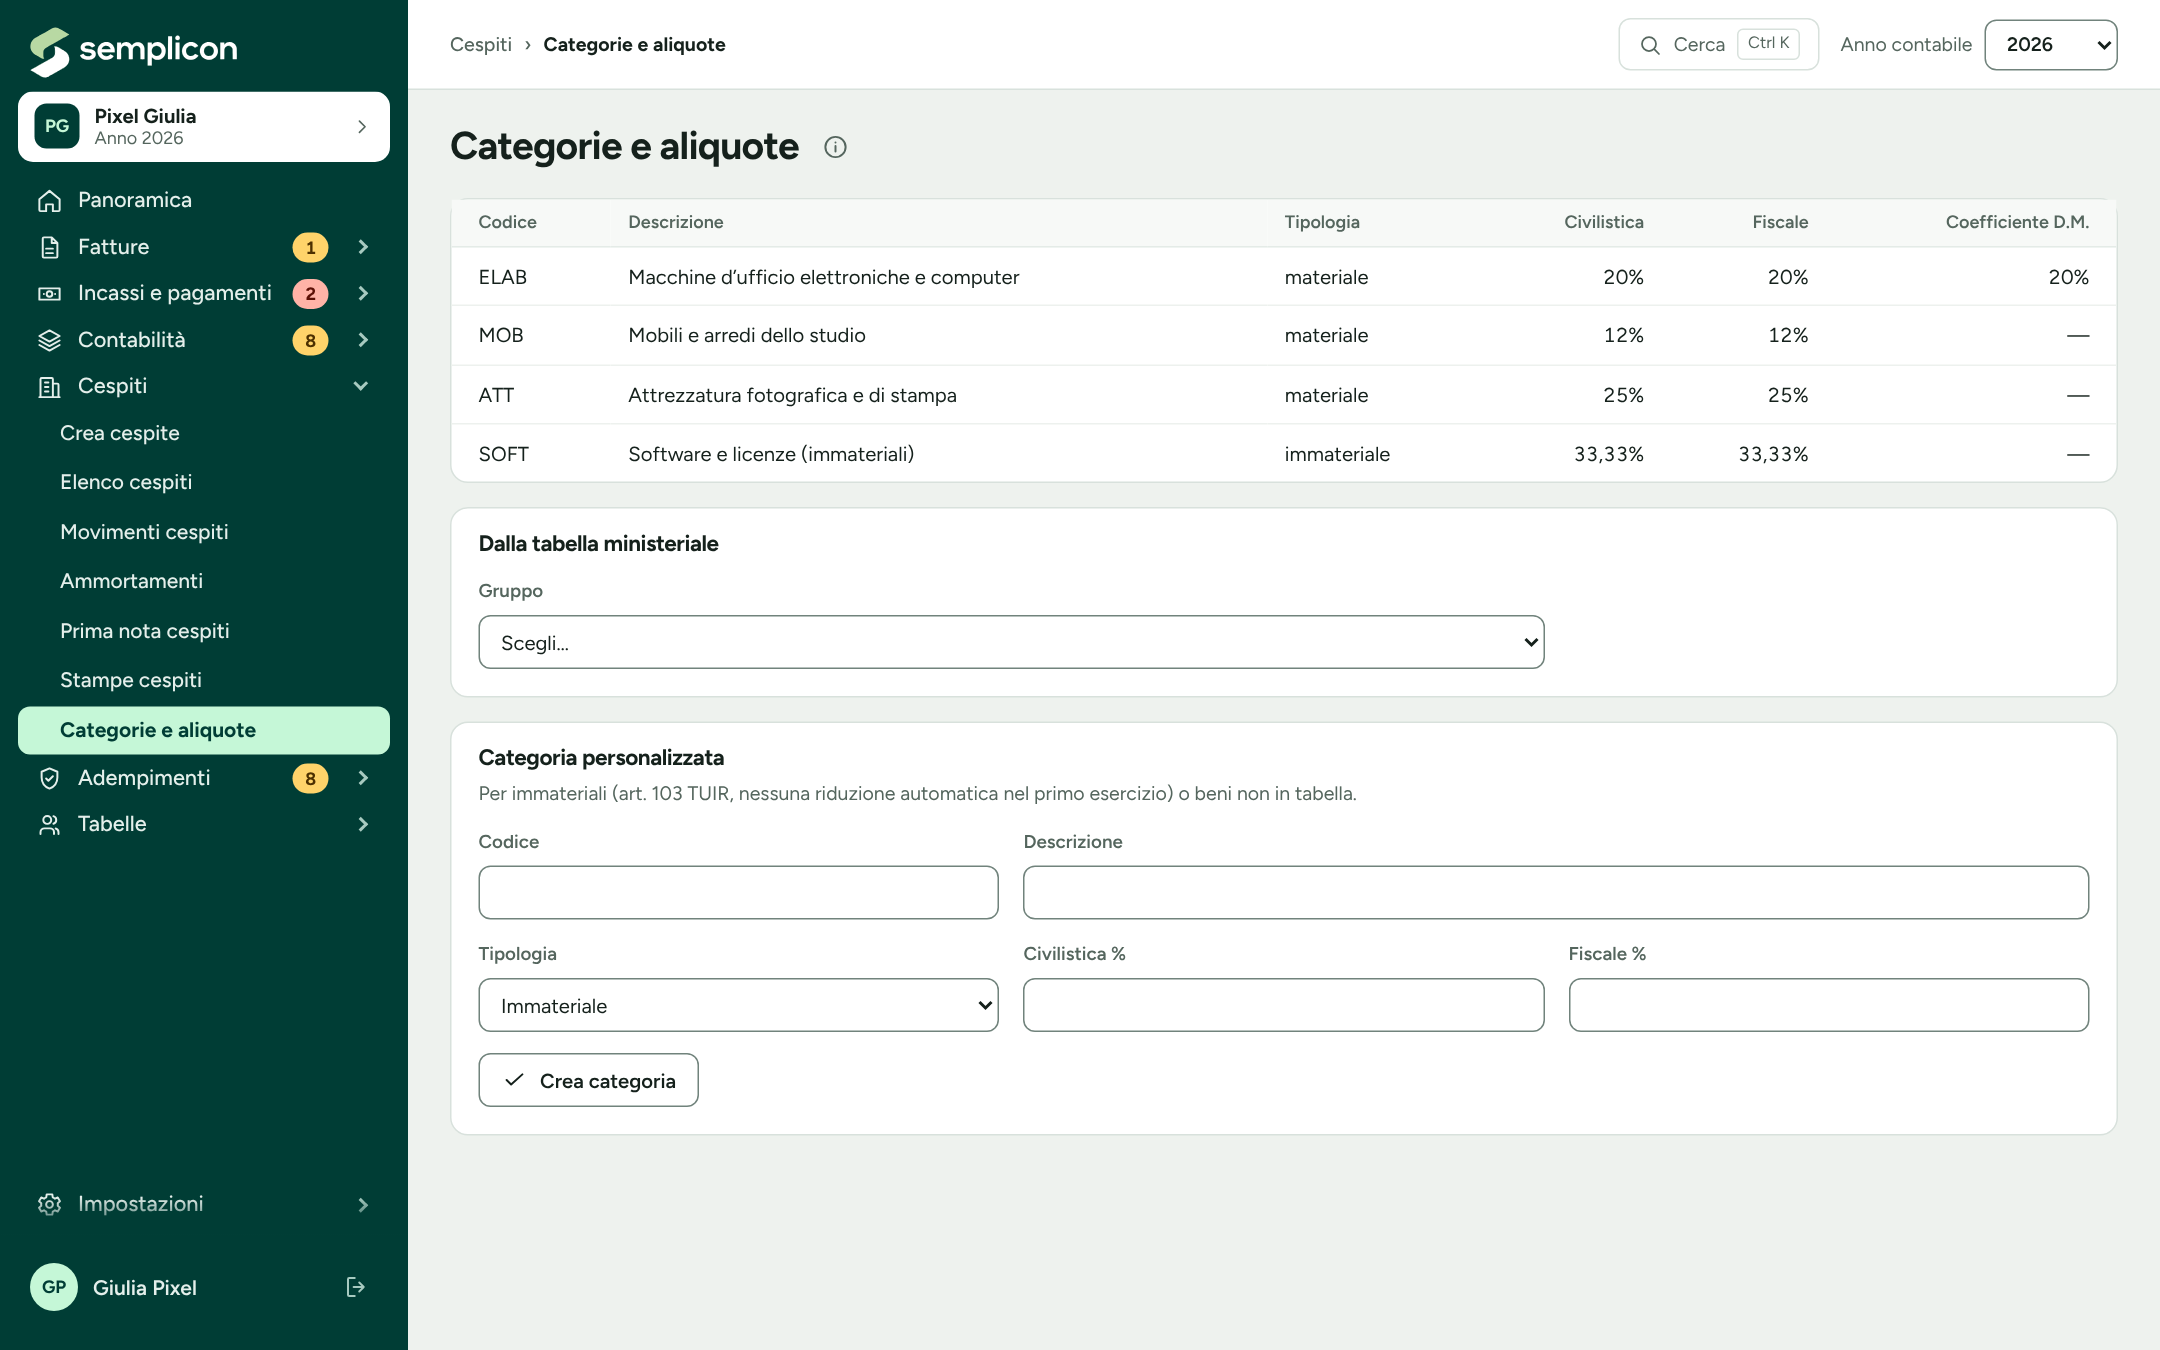 semplicon
PG
Pixel Giulia
Anno 2026
Panoramica
Fatture 1
Incassi e pagamenti 2
Contabilità 8
Cespiti
Crea cespite
Elenco cespiti
Movimenti cespiti
Ammortamenti
Prima nota cespiti
Stampe cespiti
Categorie e aliquote
Adempimenti 8
Tabelle
Impostazioni
GP Giulia Pixel
Cespiti › Categorie e aliquote
Cerca Ctrl K Anno contabile 2026
Categorie e aliquote
Codice Descrizione Tipologia Civilistica Fiscale Coefficiente D.M.
ELAB Macchine d’ufficio elettroniche e computer materiale 20% 20% 20%
MOB Mobili e arredi dello studio materiale 12% 12% —
ATT Attrezzatura fotografica e di stampa materiale 25% 25% —
SOFT Software e licenze (immateriali) immateriale 33,33% 33,33% —
Dalla tabella ministeriale
Gruppo
Scegli...
Categoria personalizzata
Per immateriali (art. 103 TUIR, nessuna riduzione automatica nel primo esercizio) o beni non in tabella.
Codice Descrizione
Tipologia Civilistica % Fiscale %
Immateriale
Crea categoria